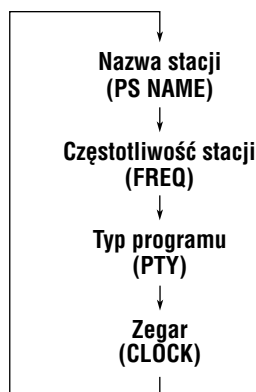 Nazwa stacji
(PS NAME)
Częstotliwość stacji
(FREQ)
Typ programu
(PTY)
Zegar
(CLOCK)